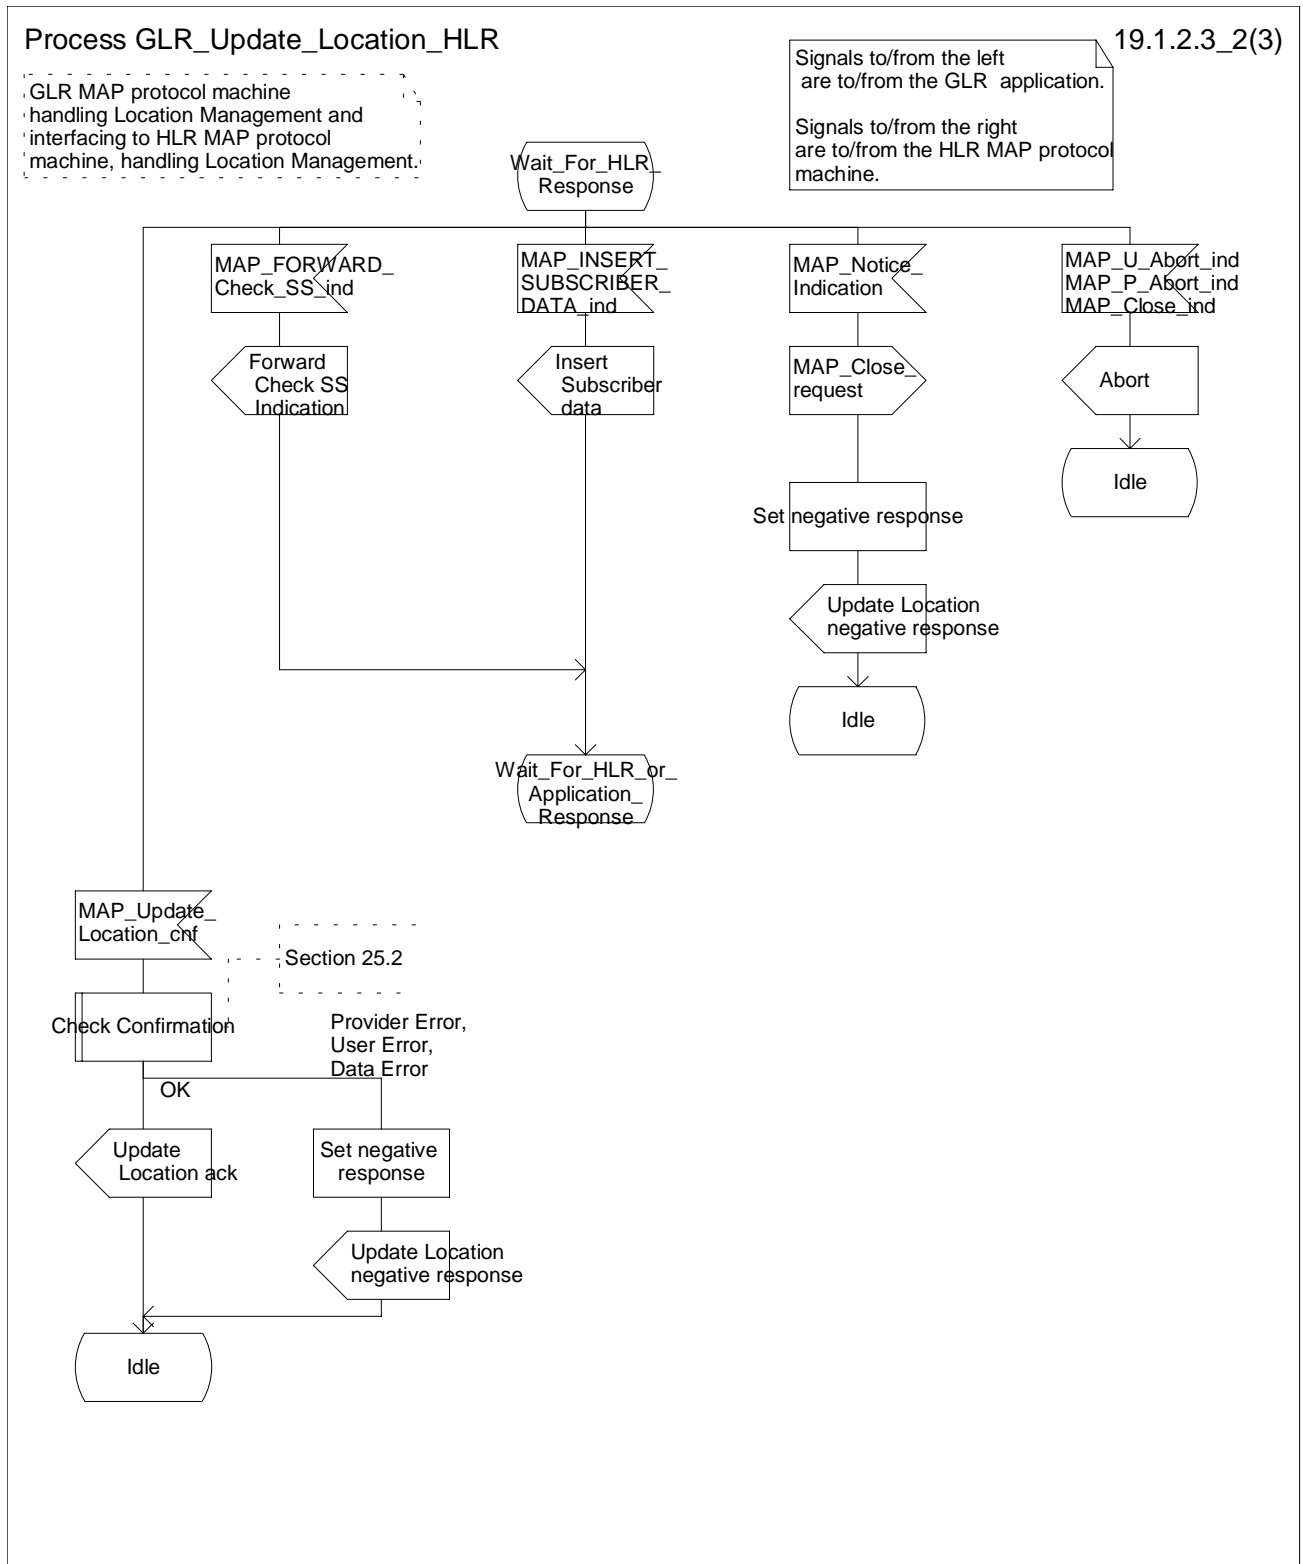 Process GLR_Update_Location_HLR
19.1.2.3_2(3)
GLR MAP protocol machine
handling Location Management and
interfacing to HLR MAP protocol
machine, handling Location Management.
Signals to/from the left
are to/from the GLR application.
Signals to/from the right
are to/from the HLR MAP protocol
machine.
Wait_For_HLR_
Response
MAP_FORWARD_
Check_SS_ind
MAP_INSERT_
SUBSCRIBER_
DATA_ind
MAP_Notice_
Indication
MAP_U_Abort_ind
MAP_P_Abort_ind
MAP_Close_ind
Forward
Check SS
Indication
Insert
Subscriber
data
MAP_Close_
request
Abort
Idle
Set negative response
Update Location
negative response
Idle
Wait_For_HLR_or_
Application_
Response
MAP_Update_
Location_cnf
Section 25.2
Check Confirmation
Provider Error,
User Error,
Data Error
OK
Update
Location ack
Set negative
response
Update Location
negative response
Idle